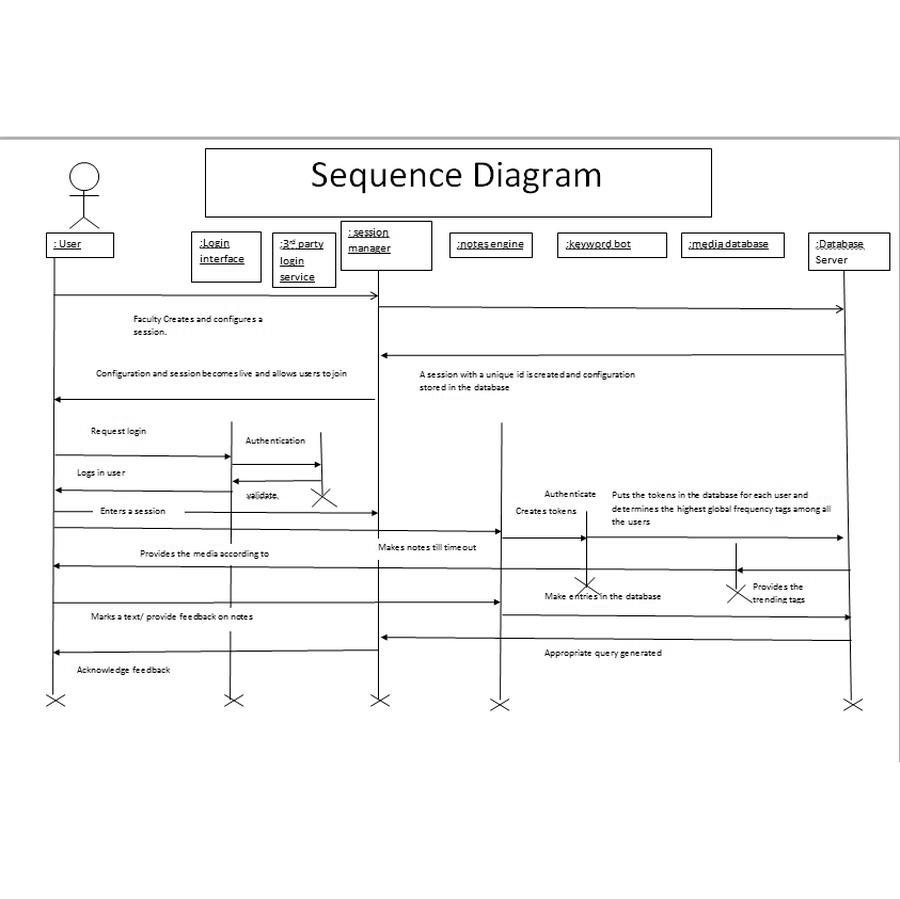 Sequence Diagram
: User
:Login
interface
:3rd party
login
service
: session
manager
:notes engine
:keyword bot
:media database
:Database
Server
Faculty Creates and configures a
session.
Configuration and session becomes live and allows users to join
A session with a unique id is created and configuration
stored in the database
Request login
Authentication
Logs in user
validate.
Enters a session
Authenticate
Creates tokens
Puts the tokens in the database for each user and
determines the highest global frequency tags among all
the users
Makes notes till timeout
Provides the media according to
Provides the
trending tags
Make entries in the database
Marks a text/ provide feedback on notes
Appropriate query generated
Acknowledge feedback